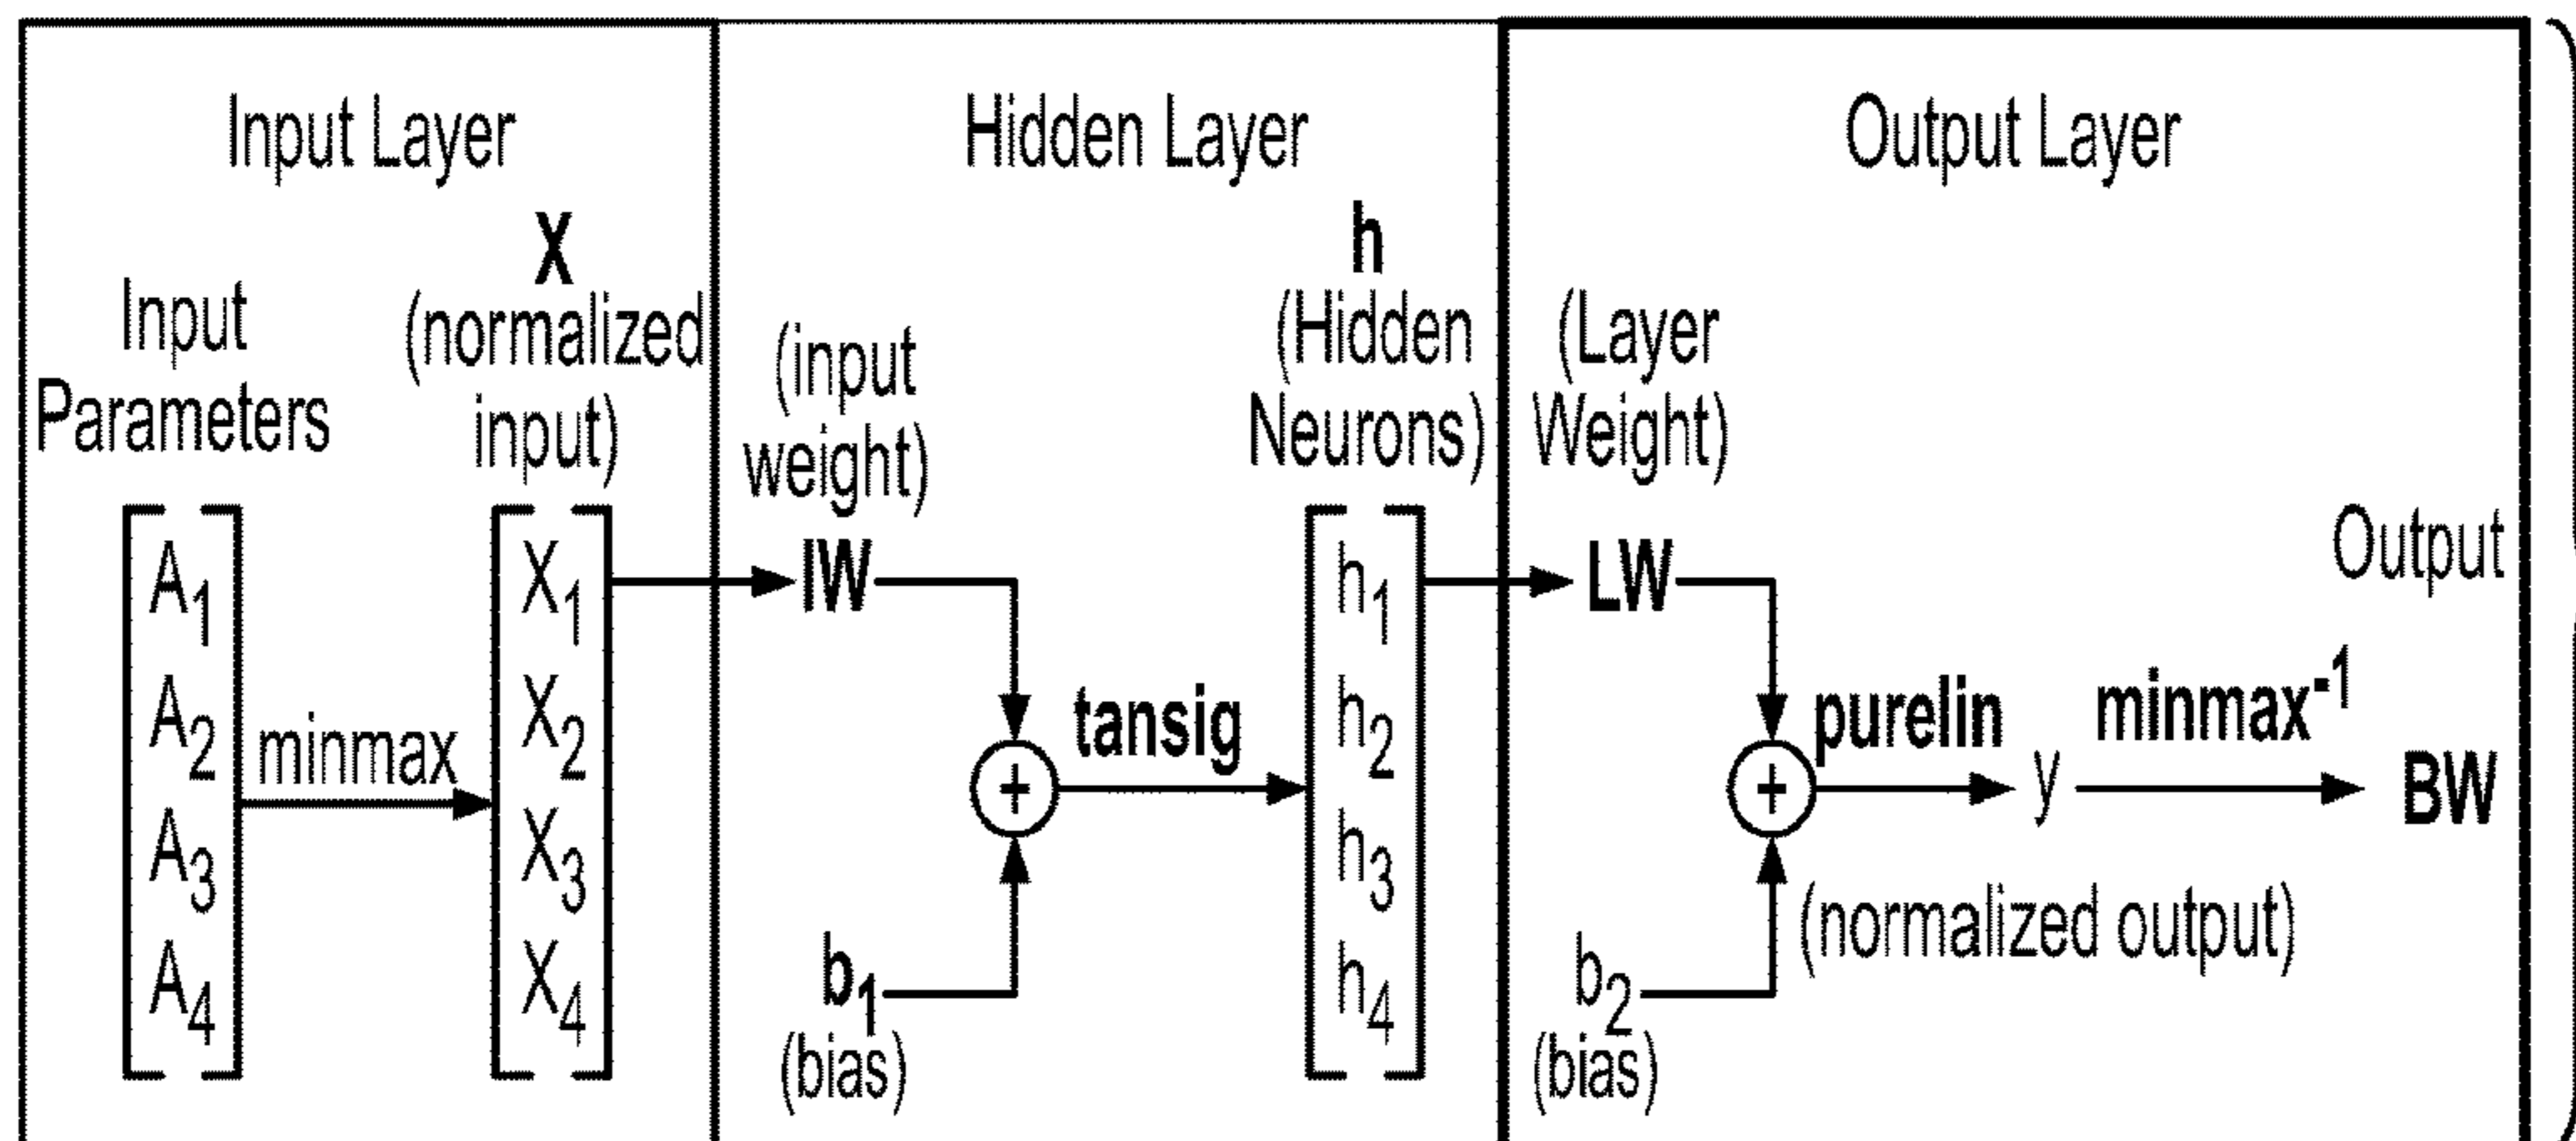 Input Layer
Hidden Layer
Output Layer
Input
Parameters
X
(normalized
input)
A1
A2
A3
A4
minmax
X1
X2
X3
X4
(input
weight)
IW
b1
(bias)
+
tansig
h
(Hidden
Neurons)
h1
h2
h3
h4
(Layer
Weight)
LW
b2
(bias)
+
purelin
y
(normalized output)
minmax-1
Output
BW